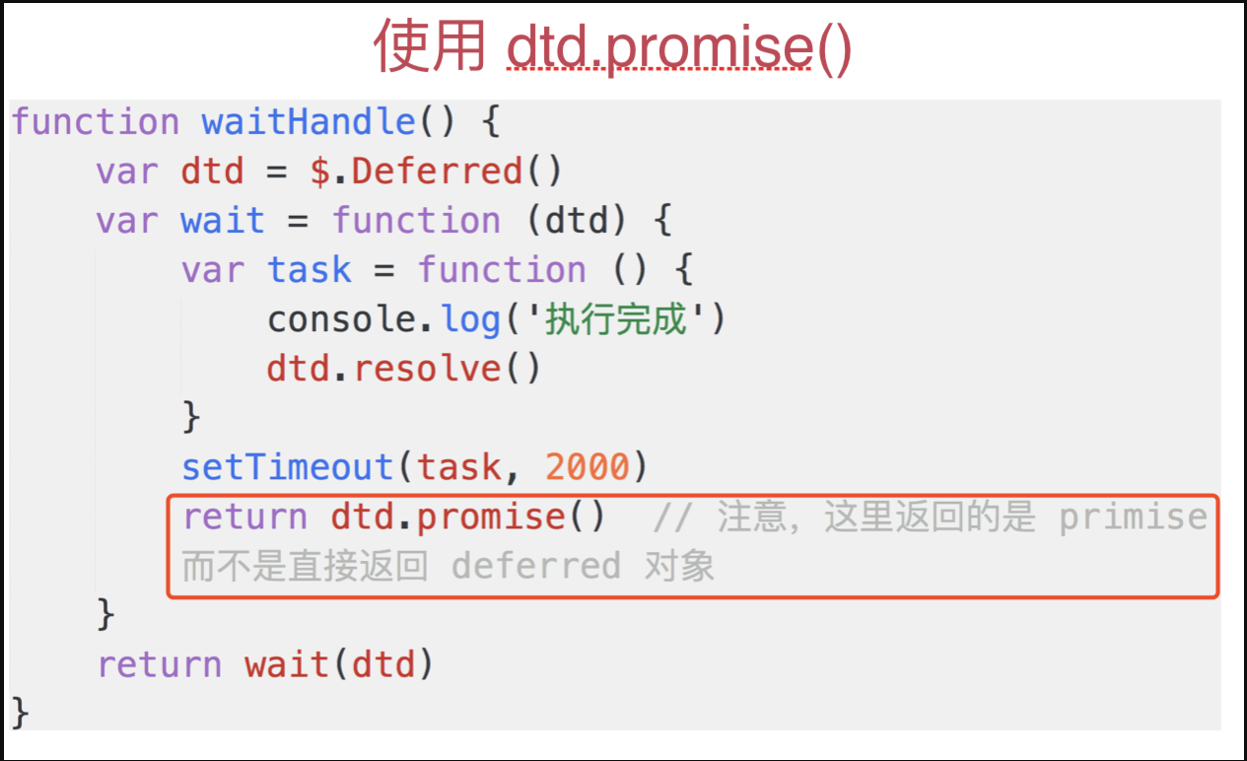 使用 dtd.promise()
function waitHandle() {
    var dtd = $.Deferred()
    var wait = function (dtd) {
        var task = function () {
            console.log('执行完成')
            dtd.resolve()
        }
        setTimeout(task, 2000)
        return dtd.promise()  // 注意，这里返回的是 primise
        而不是直接返回 deferred 对象
    }
    return wait(dtd)
}